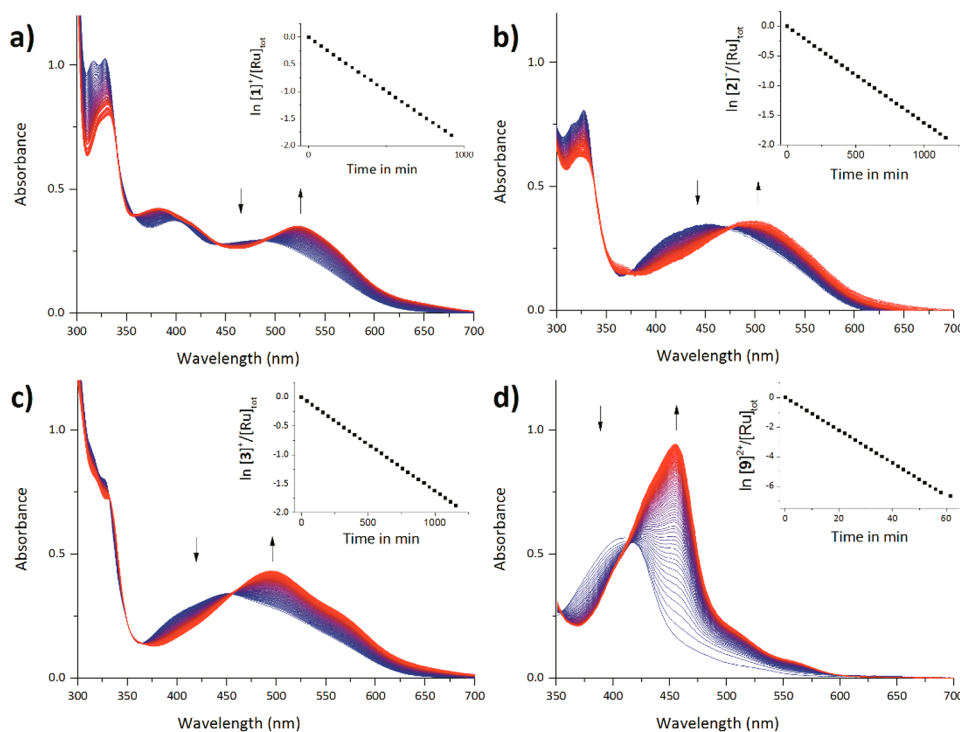 a)
Absorbance
1.0
0.5
0.0
300 350 400 450 500 550 600 650 700
Wavelength (nm)
ln [1]⁺/[Ru]tot
0.0
-0.5
-1.0
-1.5
-2.0
0 1000
Time in min
b)
Absorbance
1.0
0.5
0.0
300 350 400 450 500 550 600 650 700
Wavelength (nm)
ln [2]⁻/[Ru]tot
0.0
-0.5
-1.0
-1.5
-2.0
0 500 1000
Time in min
c)
Absorbance
1.0
0.5
0.0
300 350 400 450 500 550 600 650 700
Wavelength (nm)
ln [3]⁺/[Ru]tot
0.0
-0.5
-1.0
-1.5
-2.0
0 500 1000
Time in min
d)
Absorbance
1.0
0.5
0.0
350 400 450 500 550 600 650 700
Wavelength (nm)
ln [9]²⁺/[Ru]tot
0
-2
-4
-6
0 20 40 60
Time in min